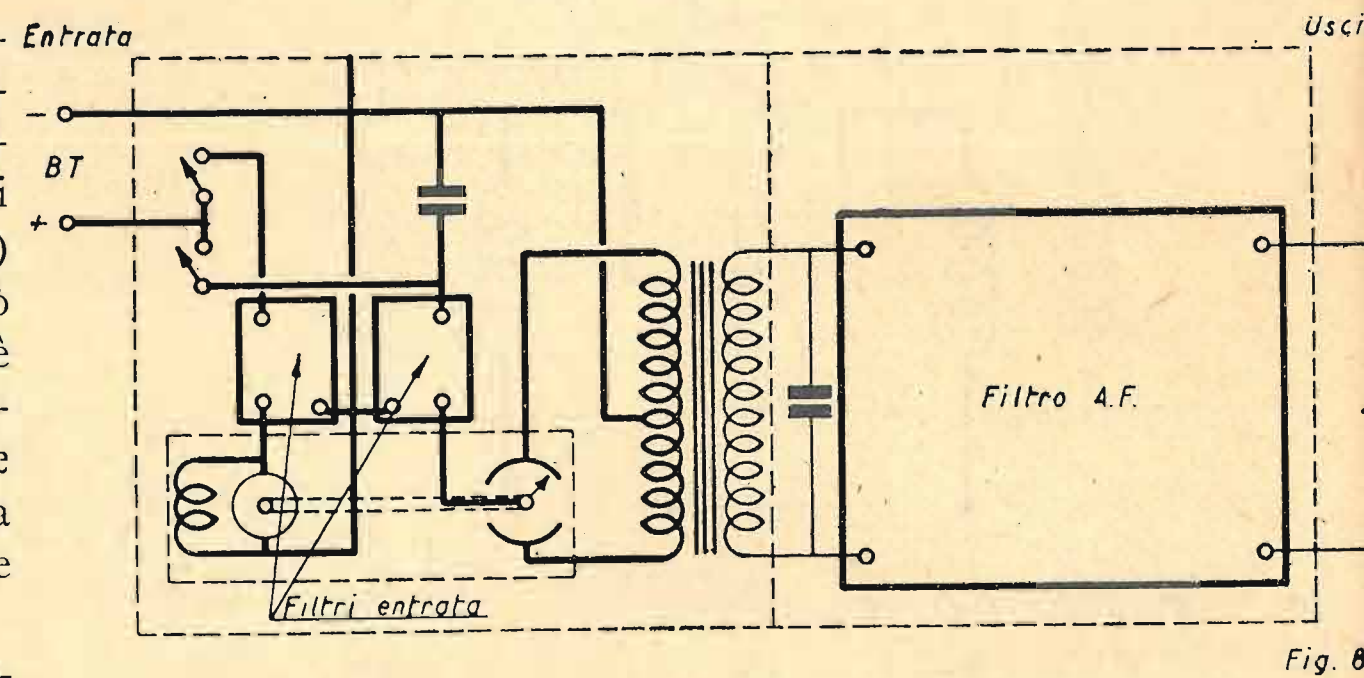 Entrata
Usci
-
BT
+
i
)
ê
e
a
e
Filtro A.F.
Filtri entrata
Fig. 8